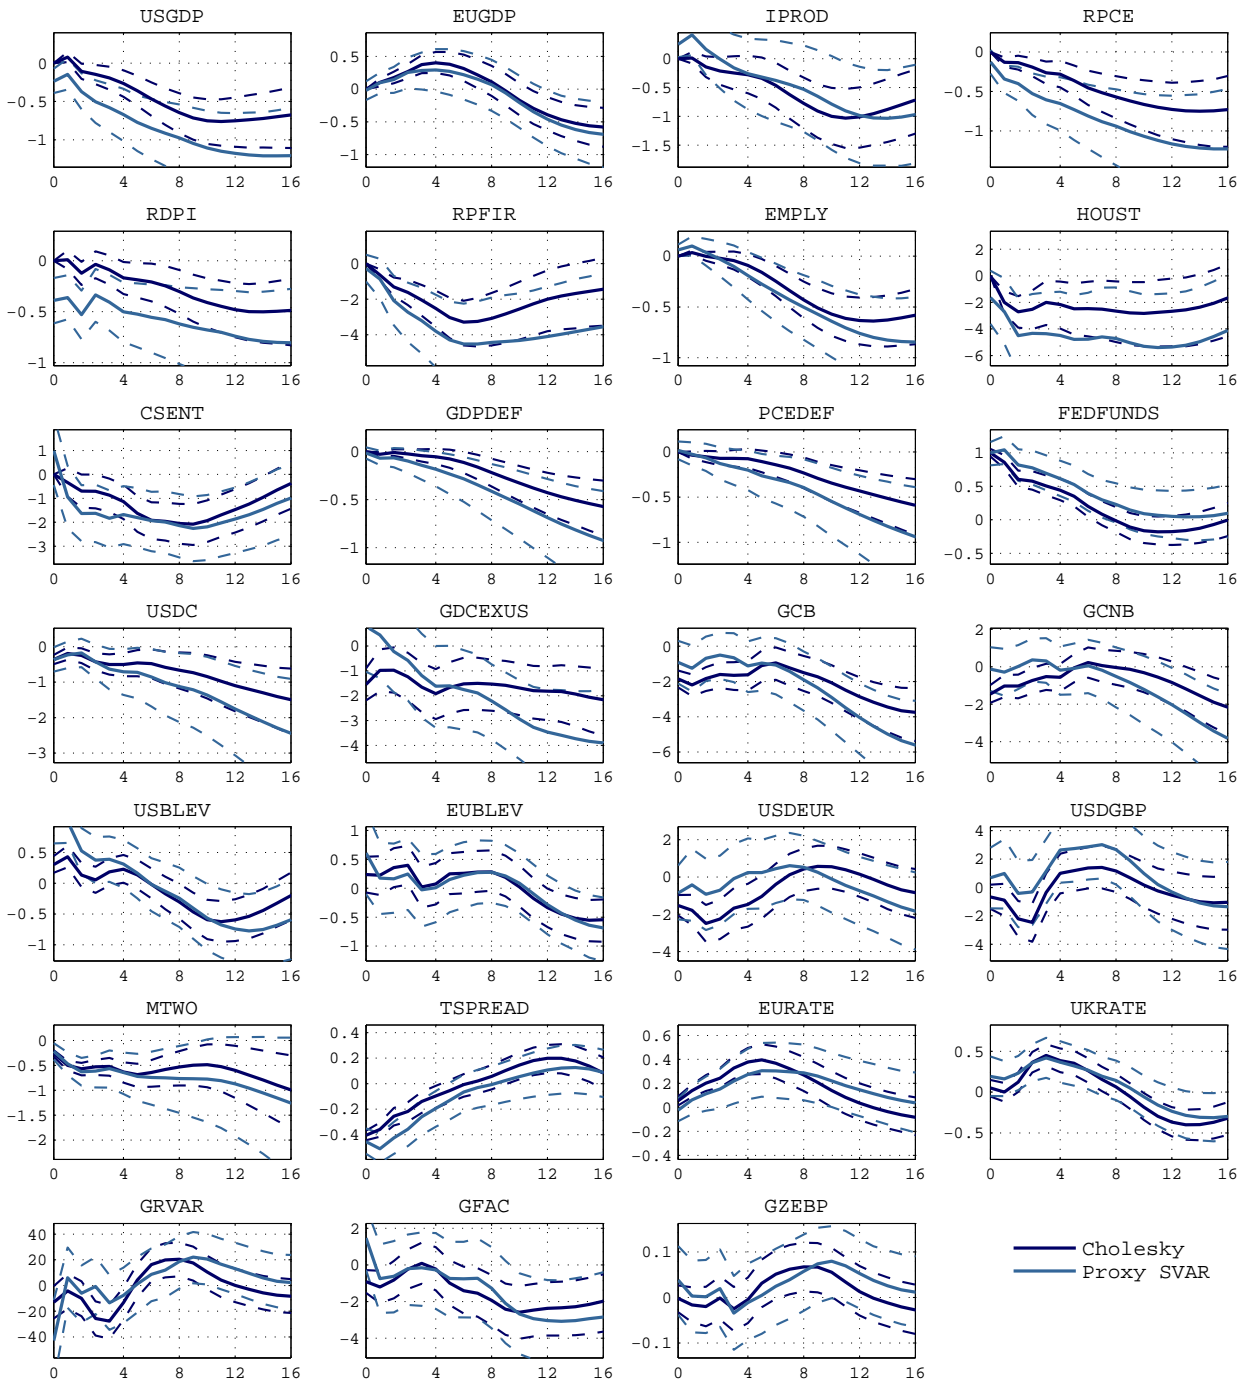 USGDP EUGDP IPROD RPCE
0 0.5 0 0
−0.5 0 −0.5 −0.5
−1 −0.5 −1 −1
−1 −1.5
0 4 8 12 16 0 4 8 12 16 0 4 8 12 16 0 4 8 12 16
RDPI RPFIR EMPLY HOUST
0 0 0 2
−0.5 −2 −0.5 0
−1 −4 −1 −2
−4
−6
0 4 8 12 16 0 4 8 12 16 0 4 8 12 16 0 4 8 12 16
CSENT GDPDEF PCEDEF FEDFUNDS
1 0 0 1
0 −0.5 −0.5 0.5
−1 −1 −1 0
−2 −0.5
−3
0 4 8 12 16 0 4 8 12 16 0 4 8 12 16 0 4 8 12 16
USDC GDCEXUS GCB GCNB
0 0 0 2
−1 −1 −2 0
−2 −2 −4 −2
−3 −3 −6 −4
−4
0 4 8 12 16 0 4 8 12 16 0 4 8 12 16 0 4 8 12 16
USBLEV EUBLEV USDEUR USDGBP
0.5 1 2 4
0 0.5 0 2
−0.5 0 −2 0
−1 −0.5 −4 −2
−1 −4
0 4 8 12 16 0 4 8 12 16 0 4 8 12 16 0 4 8 12 16
MTWO TSPREAD EURATE UKRATE
0 0.4 0.6 0.5
−0.5 0.2 0.4 0
−1 0 0.2 −0.5
−1.5 −0.2 0
−2 −0.4 −0.2
−0.4
0 4 8 12 16 0 4 8 12 16 0 4 8 12 16 0 4 8 12 16
GRVAR GFAC GZEBP
40 2 0.1
20 0 0
0 −2 −0.1
−20 −4
−40
0 4 8 12 16 0 4 8 12 16 0 4 8 12 16
Cholesky
Proxy SVAR